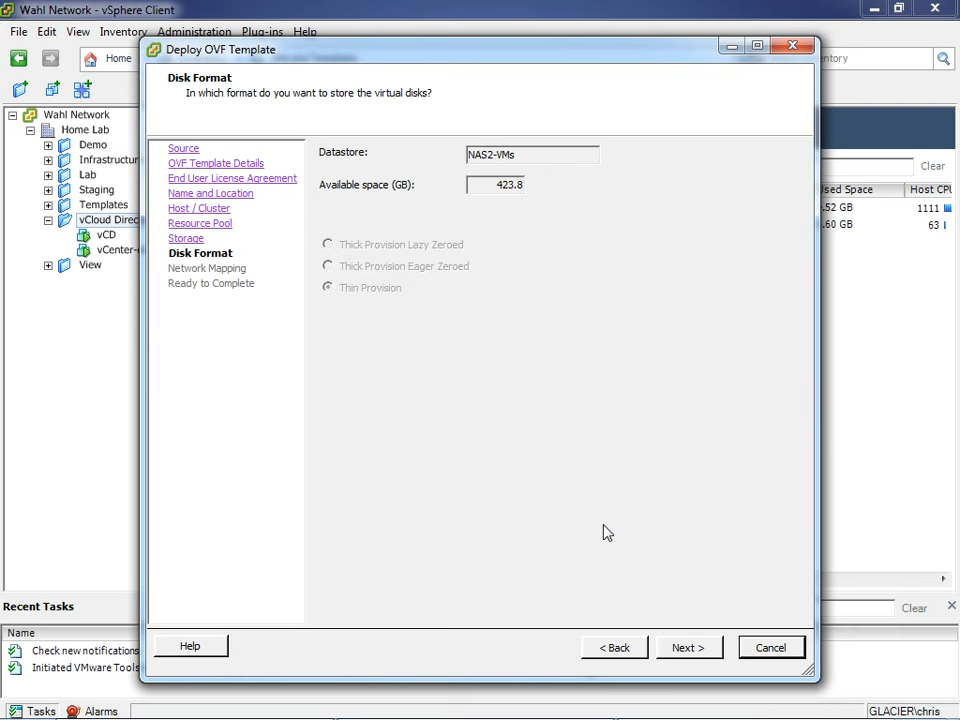 Wahl Network - vSphere Client
File Edit View Inventory Administration Plug-ins Help
Home
Deploy OVF Template
Disk Format
In which format do you want to store the virtual disks?
Wahl Network
Home Lab
Demo
Infrastructur
Lab
Staging
Templates
vCloud Direc
vCD
vCenter-
View
Source
OVF Template Details
End User License Agreement
Name and Location
Host / Cluster
Resource Pool
Storage
Disk Format
Network Mapping
Ready to Complete
Datastore: NAS2-VMs
Available space (GB): 423.8
Thick Provision Lazy Zeroed
Thick Provision Eager Zeroed
Thin Provision
Clear
Used Space Host CPU
.52 GB 1111
.60 GB 63
Help < Back Next > Cancel
Recent Tasks
Clear
Name
Check new notifications
Initiated VMware Tools
Tasks Alarms GLACIER\chris